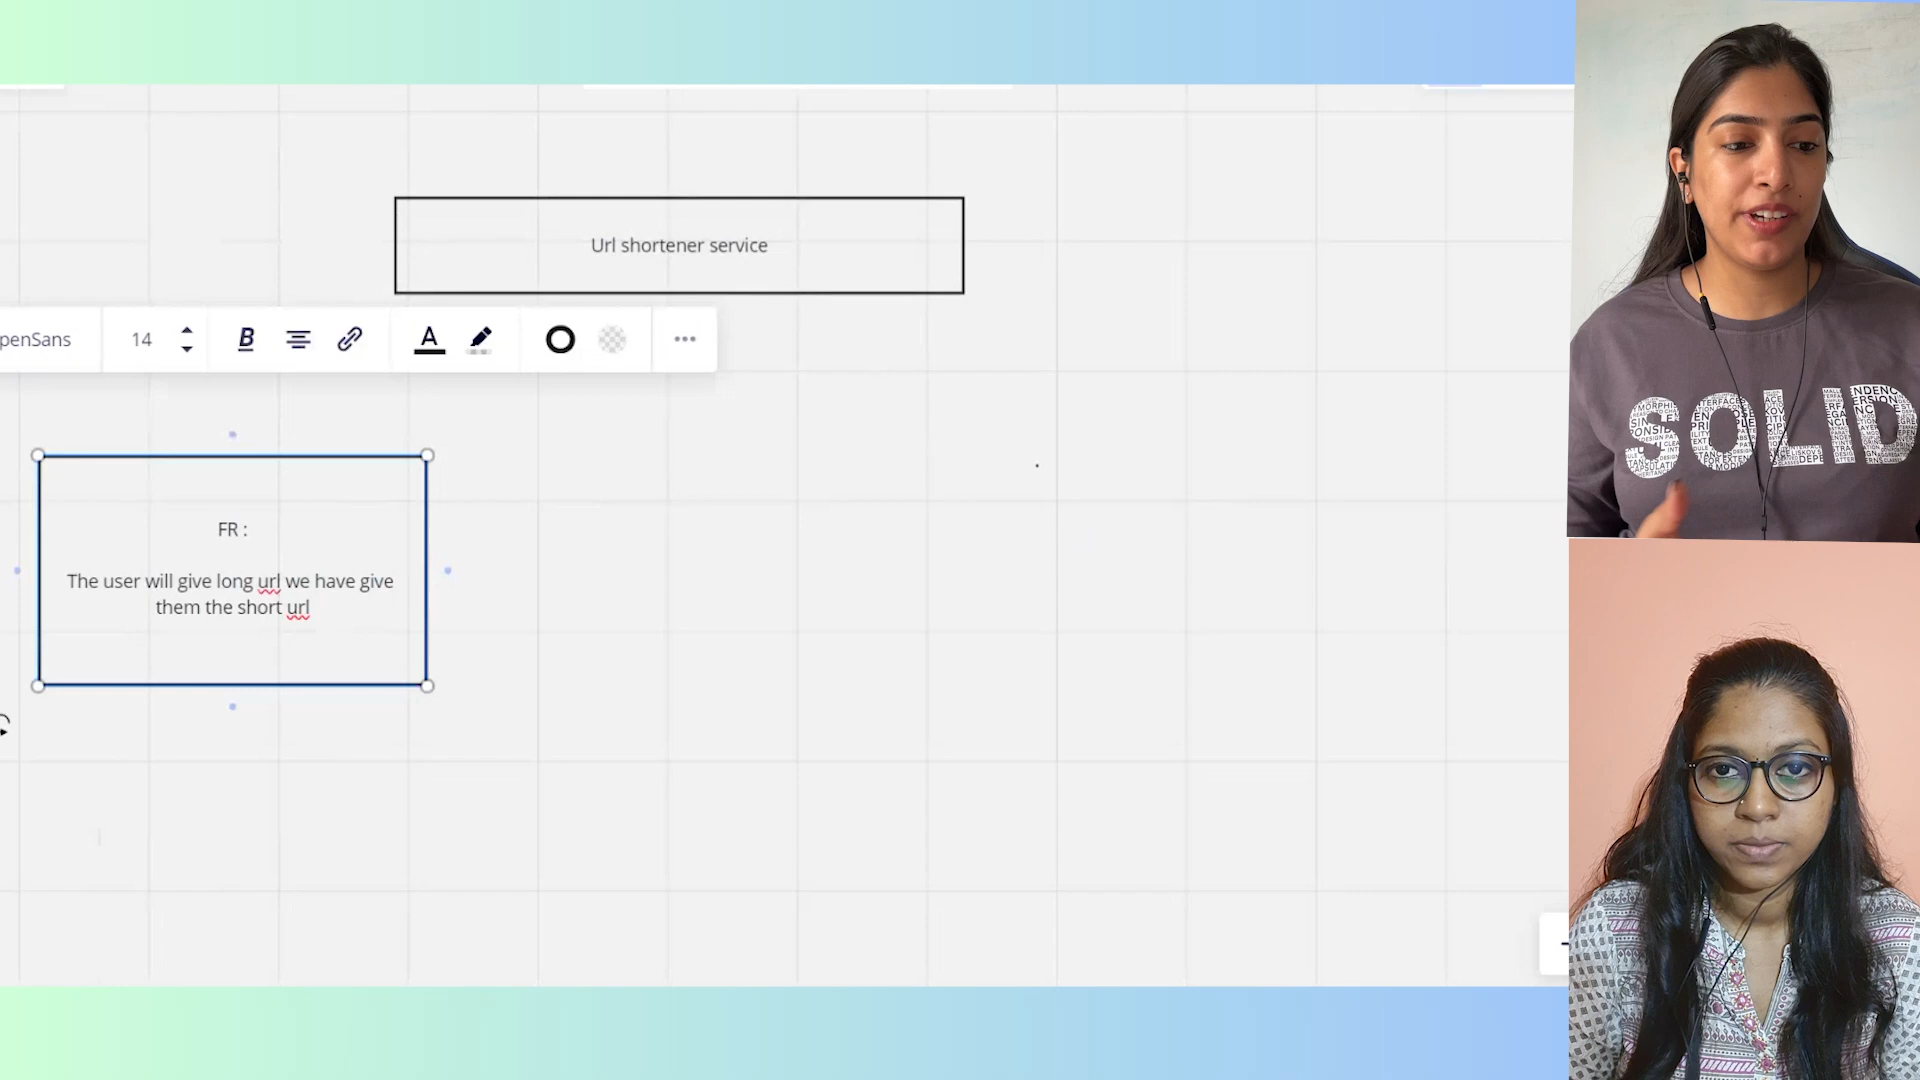 Url shortener service
penSans
14
B
A
FR :
The user will give long url we have give
them the short url
SOLID